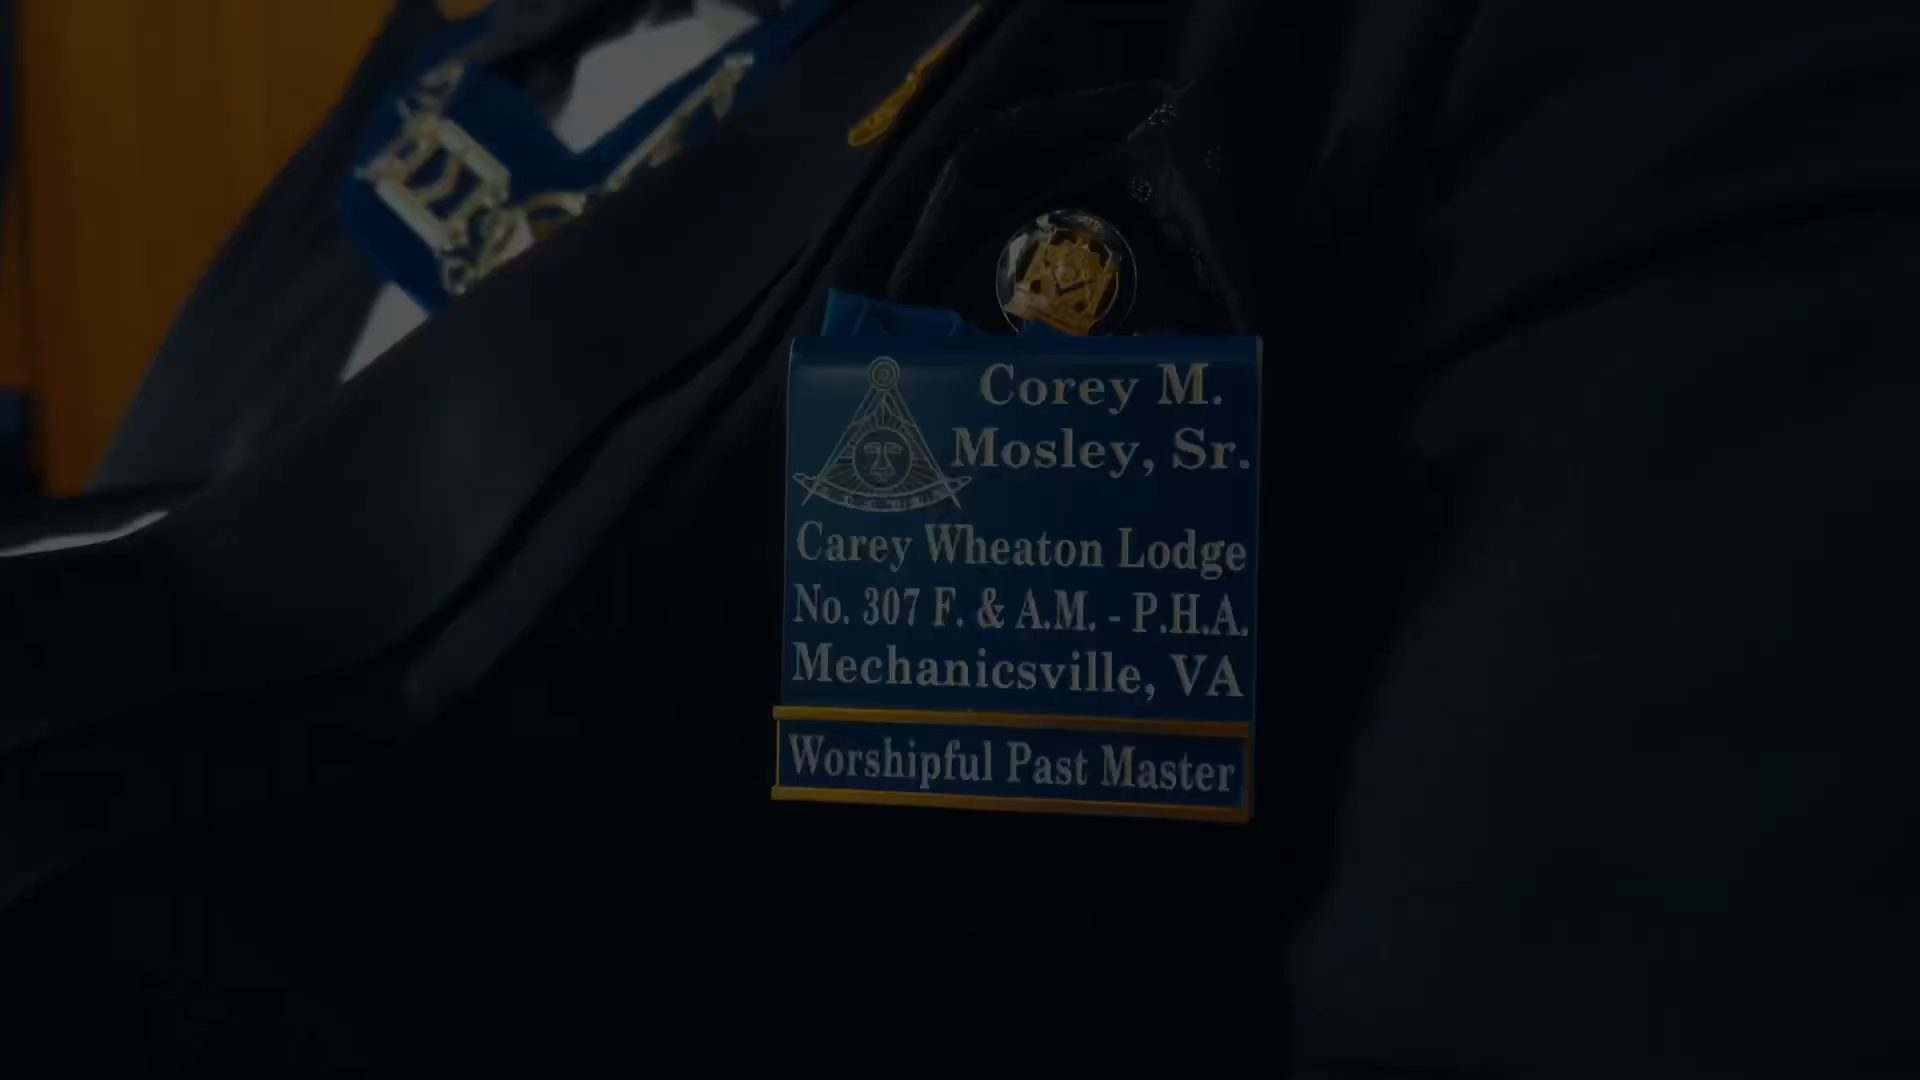 Corey M.
Mosley, Sr.
Carey Wheaton Lodge
No. 307 F. & A.M. - P.H.A.
Mechanicsville, VA
Worshipful Past Master